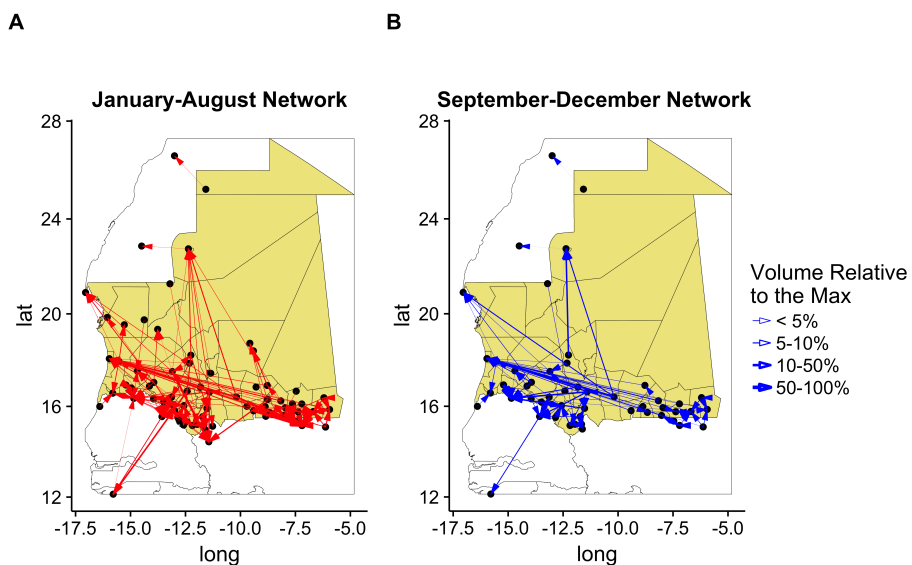 A
B
January-August Network
September-December Network
28
24
20
16
12
lat
-17.5 -15.0 -12.5 -10.0 -7.5 -5.0
long
28
24
20
16
12
lat
-17.5 -15.0 -12.5 -10.0 -7.5 -5.0
long
Volume Relative
to the Max
< 5%
5-10%
10-50%
50-100%